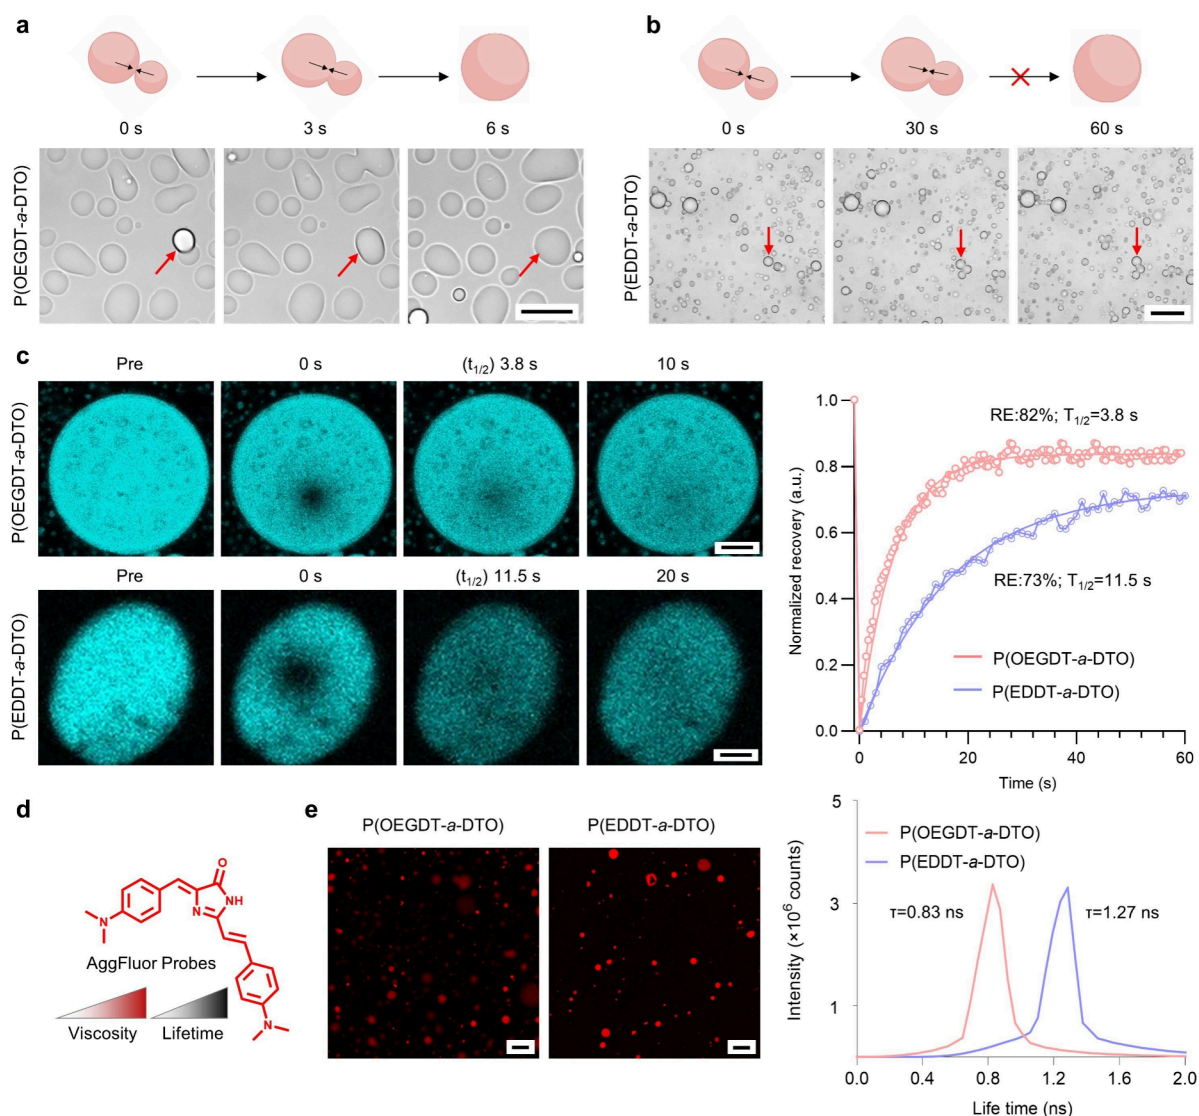 a
0 s 3 s 6 s
P(OEGDT-a-DTO)
b
0 s 30 s 60 s
P(EDDT-a-DTO)
c
Pre 0 s (t1/2) 3.8 s 10 s
P(OEGDT-a-DTO)
Pre 0 s (t1/2) 11.5 s 20 s
P(EDDT-a-DTO)
Normalized recovery (a.u.)
1.0
0.8
0.6
0.4
0.2
0.0
RE:82%; T1/2=3.8 s
RE:73%; T1/2=11.5 s
P(OEGDT-a-DTO)
P(EDDT-a-DTO)
0 20 40 60
Time (s)
d
O
NH
N
N
N
AggFluor Probes
Viscosity Lifetime
e
P(OEGDT-a-DTO) P(EDDT-a-DTO)
Intensity (×10⁶ counts)
5
3
1
P(OEGDT-a-DTO)
P(EDDT-a-DTO)
τ=0.83 ns τ=1.27 ns
0.0 0.4 0.8 1.2 1.6 2.0
Life time (ns)